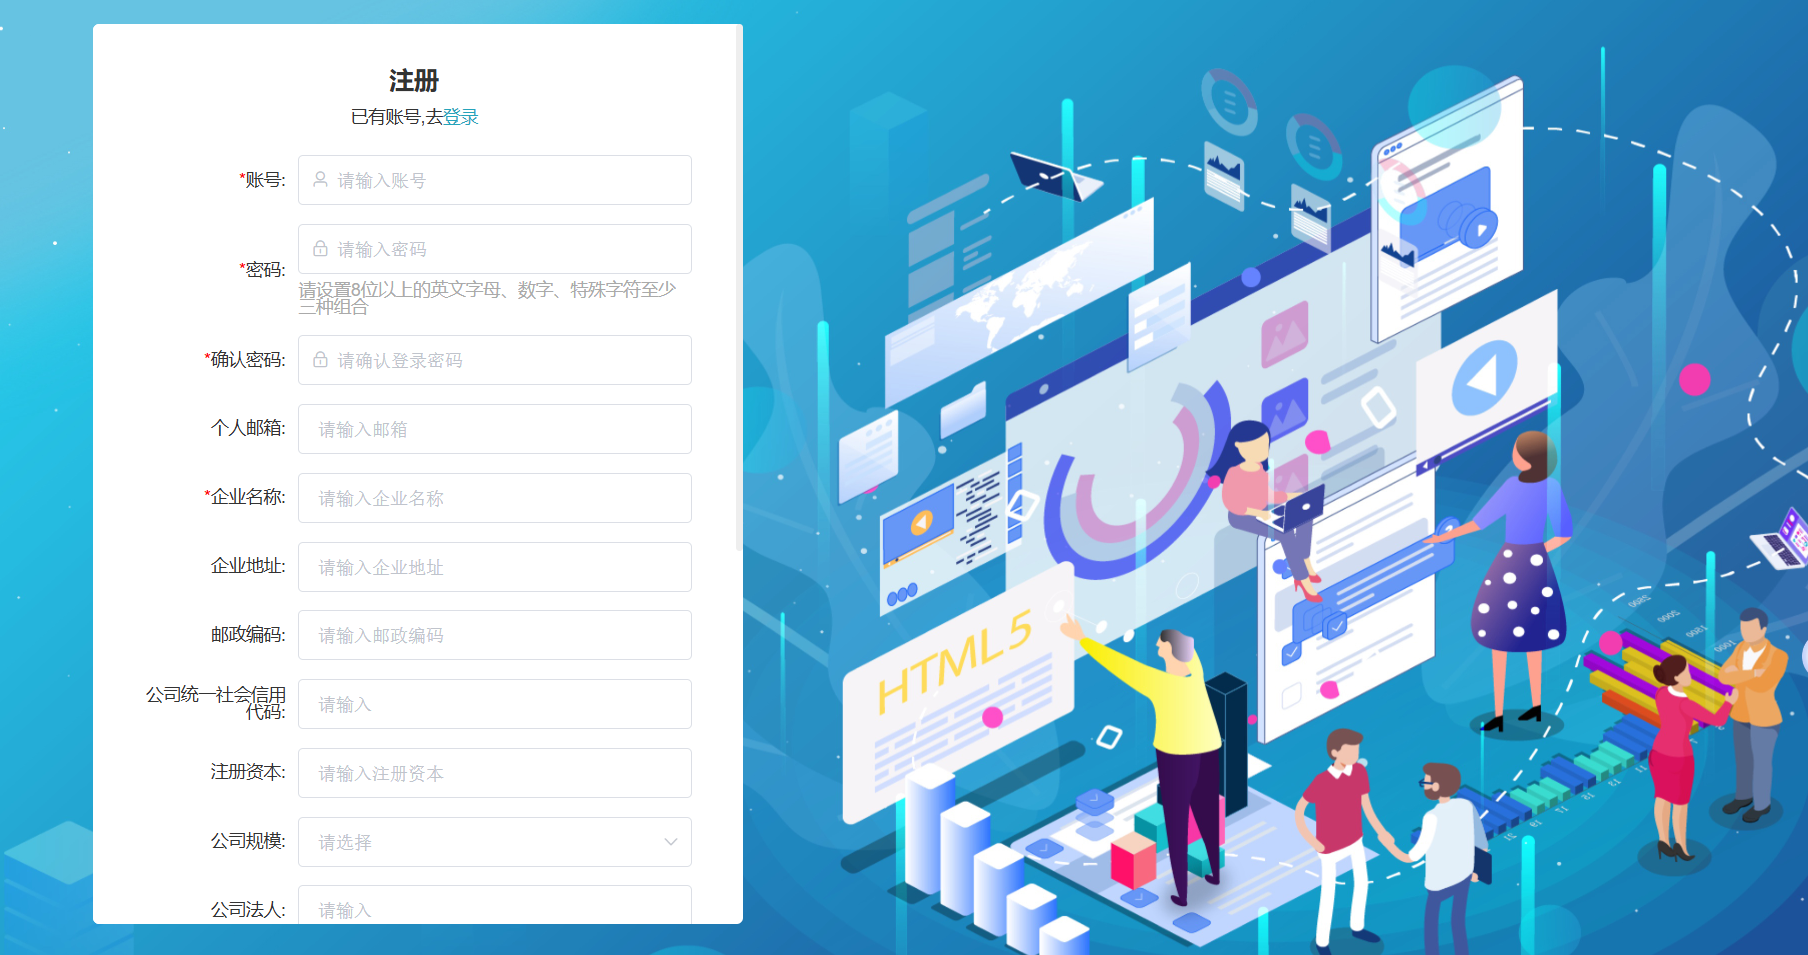 注册
已有账号,去登录
*账号:
请输入账号
*密码:
请输入密码
请设置8位以上的英文字母、数字、特殊字符至少
三种组合
*确认密码:
请确认登录密码
个人邮箱:
请输入邮箱
*企业名称:
请输入企业名称
企业地址:
请输入企业地址
邮政编码:
请输入邮政编码
公司统一社会信用
代码:
请输入
注册资本:
请输入注册资本
公司规模:
请选择
公司法人:
请输入
HTML5